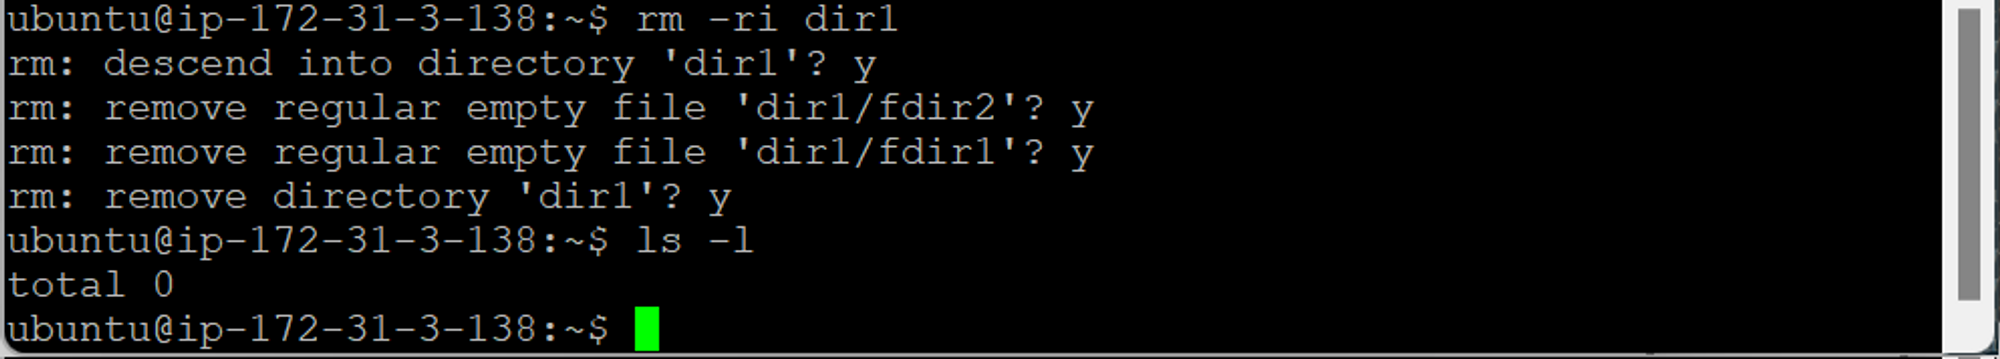 ubuntu@ip-172-31-3-138:~$ rm -ri dir1
rm: descend into directory 'dir1'? y
rm: remove regular empty file 'dir1/fdir2'? y
rm: remove regular empty file 'dir1/fdir1'? y
rm: remove directory 'dir1'? y
ubuntu@ip-172-31-3-138:~$ ls -l
total 0
ubuntu@ip-172-31-3-138:~$